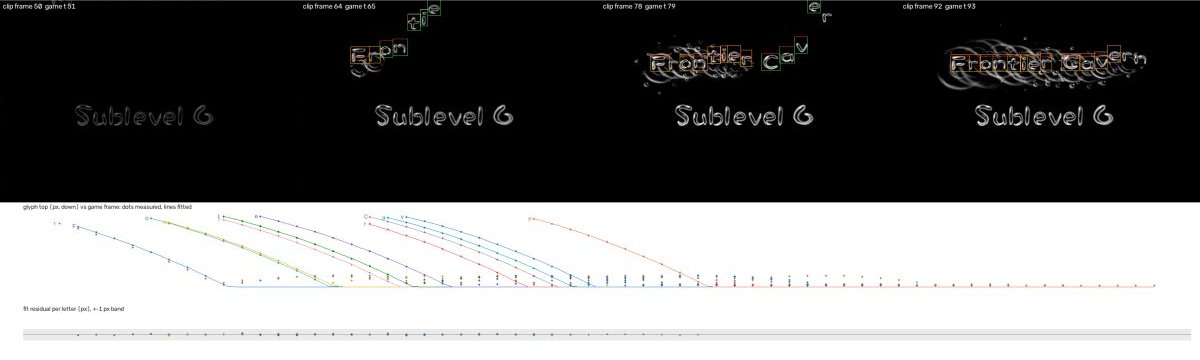 clip frame 50 game t 51
clip frame 64 game t 65
clip frame 78 game t 79
clip frame 92 game t 93
t i e
F r o n
e r
Frontier Cav
Frontier Cavern
Sublevel 6
Sublevel 6
Sublevel 6
Sublevel 6
glyph top (px, down) vs game frame: dots measured, lines fitted
fit residual per letter (px), +-1 px band